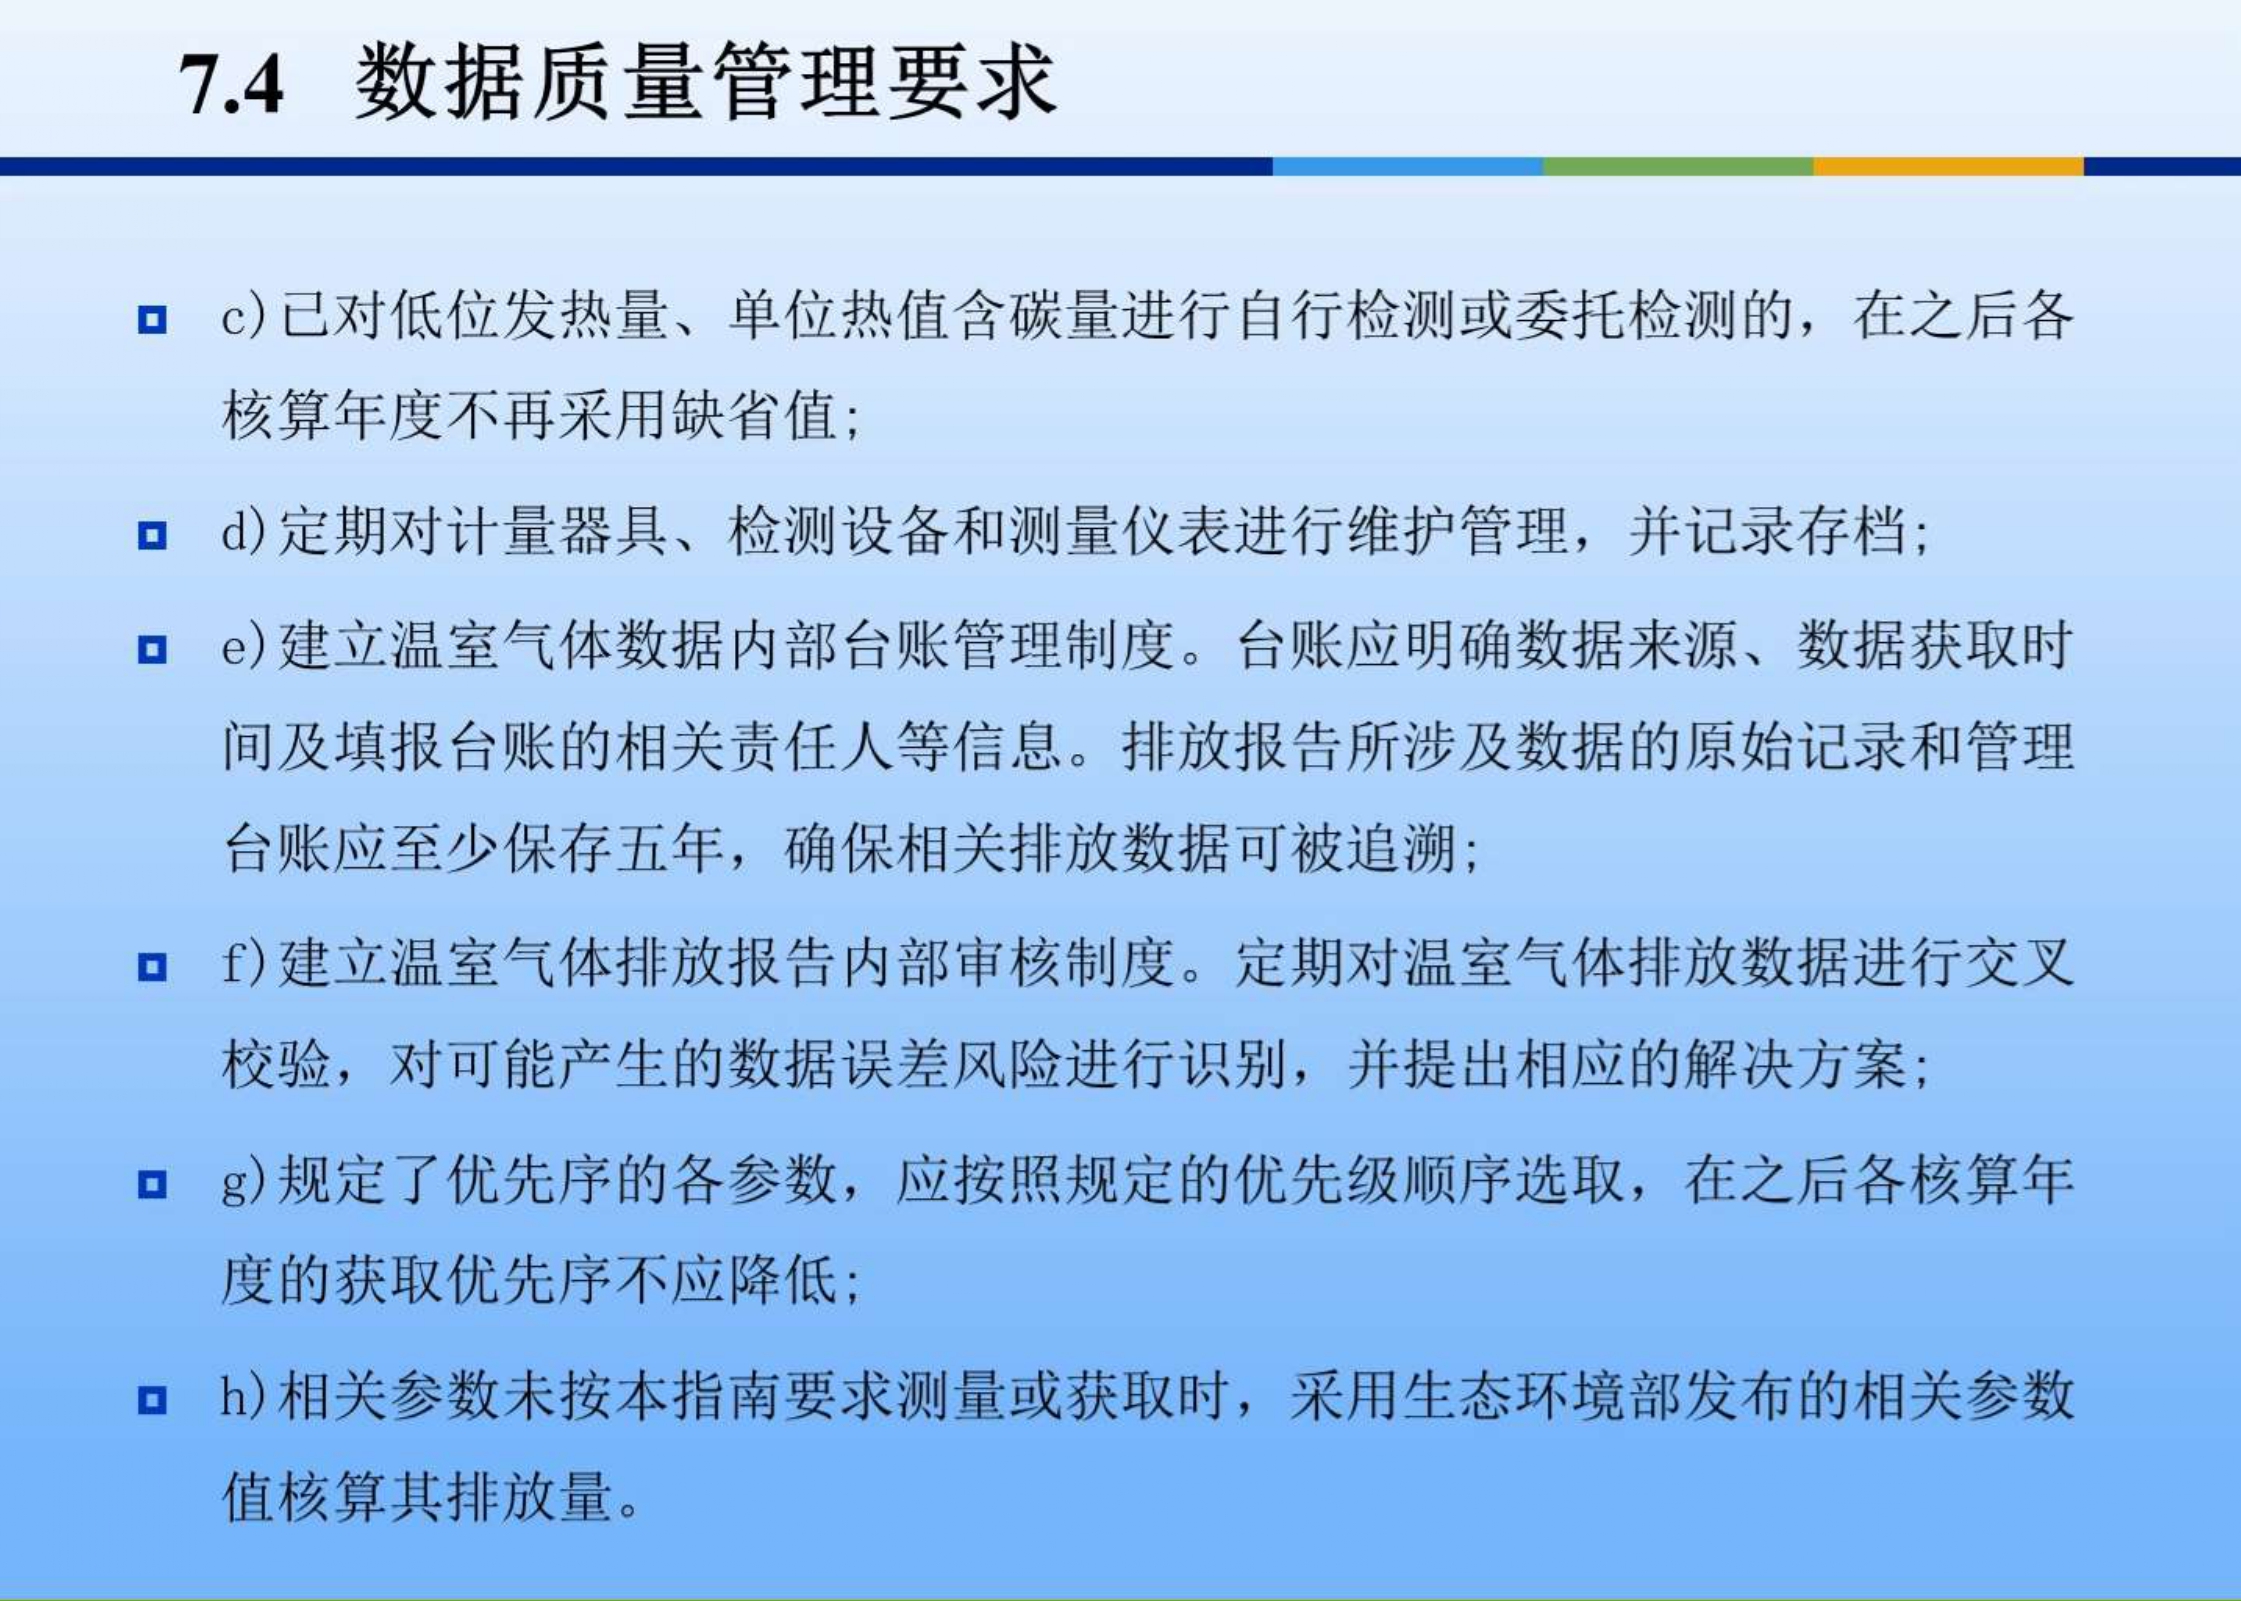 7.4 数据质量管理要求
c)已对低位发热量、单位热值含碳量进行自行检测或委托检测的，在之后各
核算年度不再采用缺省值;
d)定期对计量器具、检测设备和测量仪表进行维护管理，并记录存档;
e)建立温室气体数据内部台账管理制度。台账应明确数据来源、数据获取时
间及填报台账的相关责任人等信息。排放报告所涉及数据的原始记录和管理
台账应至少保存五年，确保相关排放数据可被追溯;
f)建立温室气体排放报告内部审核制度。定期对温室气体排放数据进行交叉
校验，对可能产生的数据误差风险进行识别，并提出相应的解决方案;
g)规定了优先序的各参数，应按照规定的优先级顺序选取，在之后各核算年
度的获取优先序不应降低;
h)相关参数未按本指南要求测量或获取时，采用生态环境部发布的相关参数
值核算其排放量。